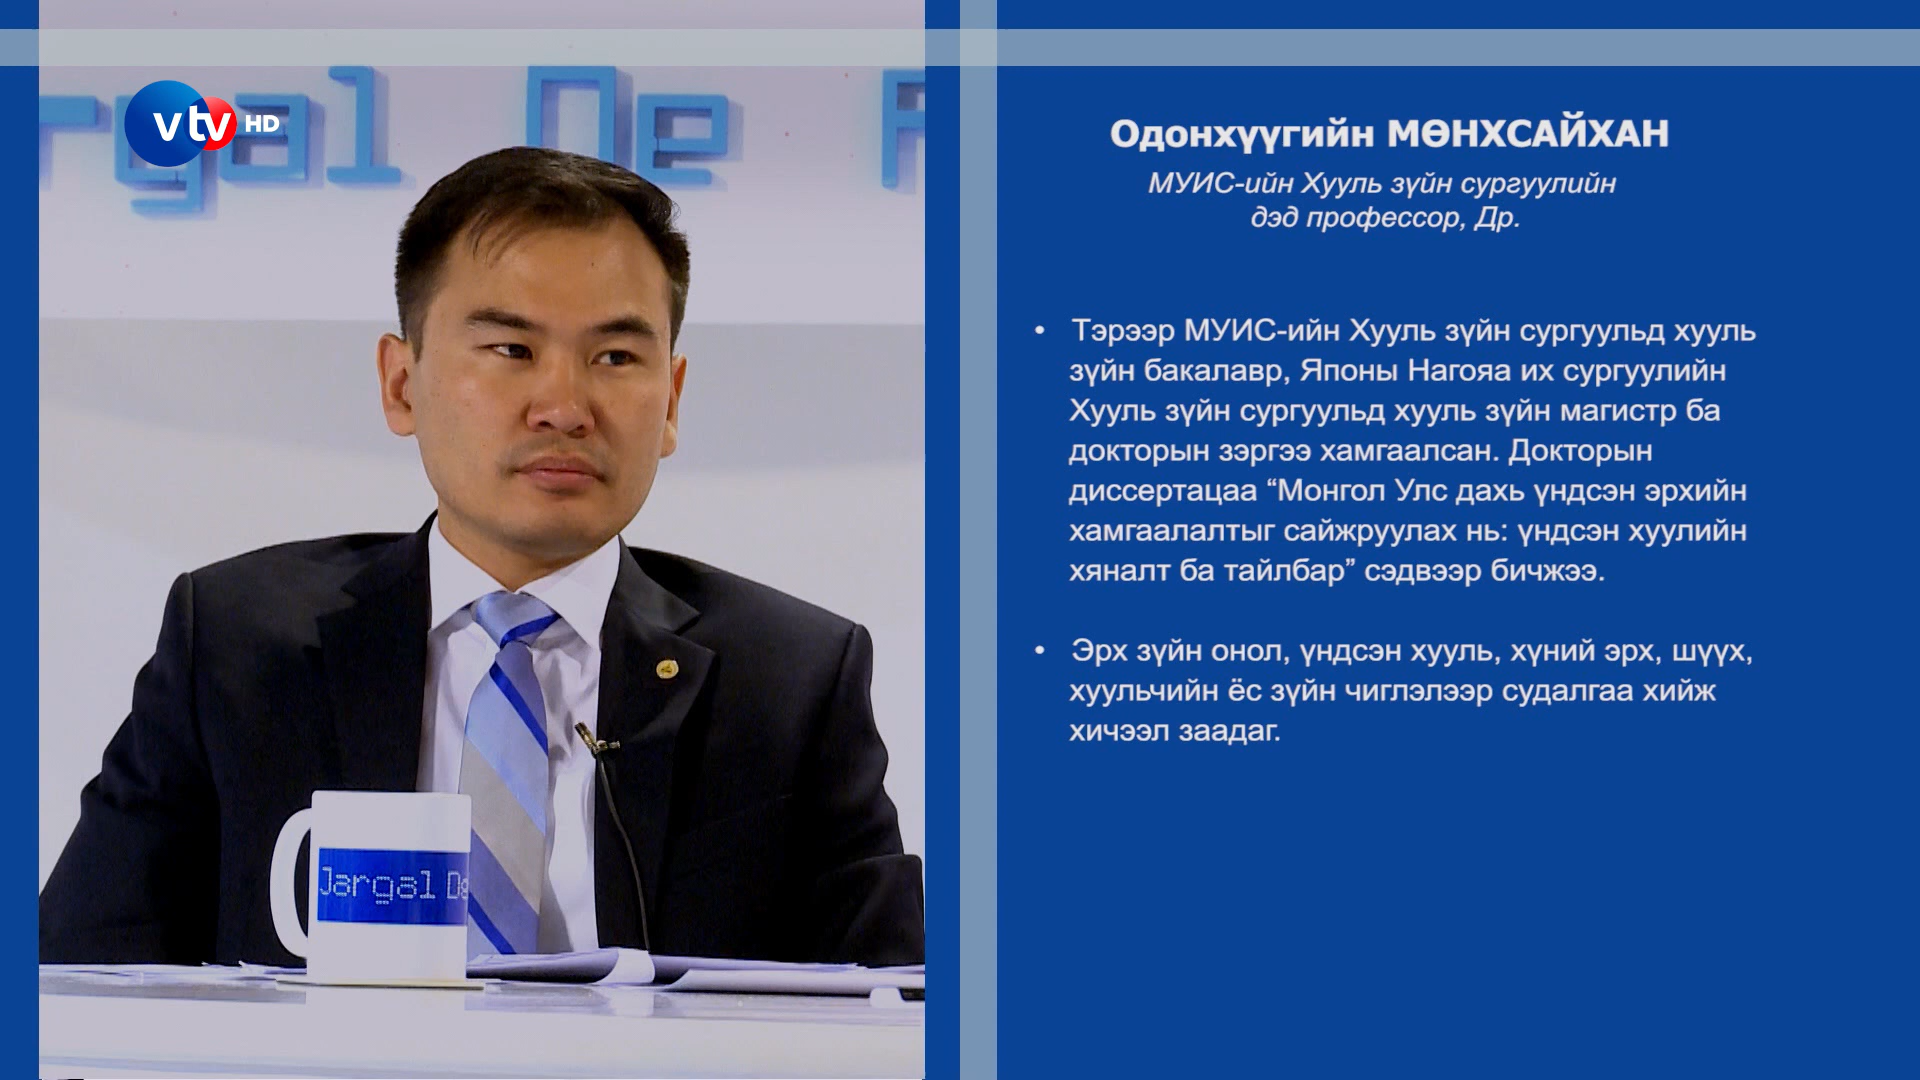 rgal De F
vtv HD
Jargal De
Одонхүүгийн МӨНХСАЙХАН
МУИС-ийн Хууль зүйн сургуулийн
дэд профессор, Др.
• Тэрээр МУИС-ийн Хууль зүйн сургуульд хууль
зүйн бакалавр, Японы Нагояа их сургуулийн
Хууль зүйн сургуульд хууль зүйн магистр ба
докторын зэргээ хамгаалсан. Докторын
диссертацаа “Монгол Улс дахь үндсэн эрхийн
хамгаалалтыг сайжруулах нь: үндсэн хуулийн
хяналт ба тайлбар” сэдвээр бичжээ.
• Эрх зүйн онол, үндсэн хууль, хүний эрх, шүүх,
хуульчийн ёс зүйн чиглэлээр судалгаа хийж
хичээл заадаг.